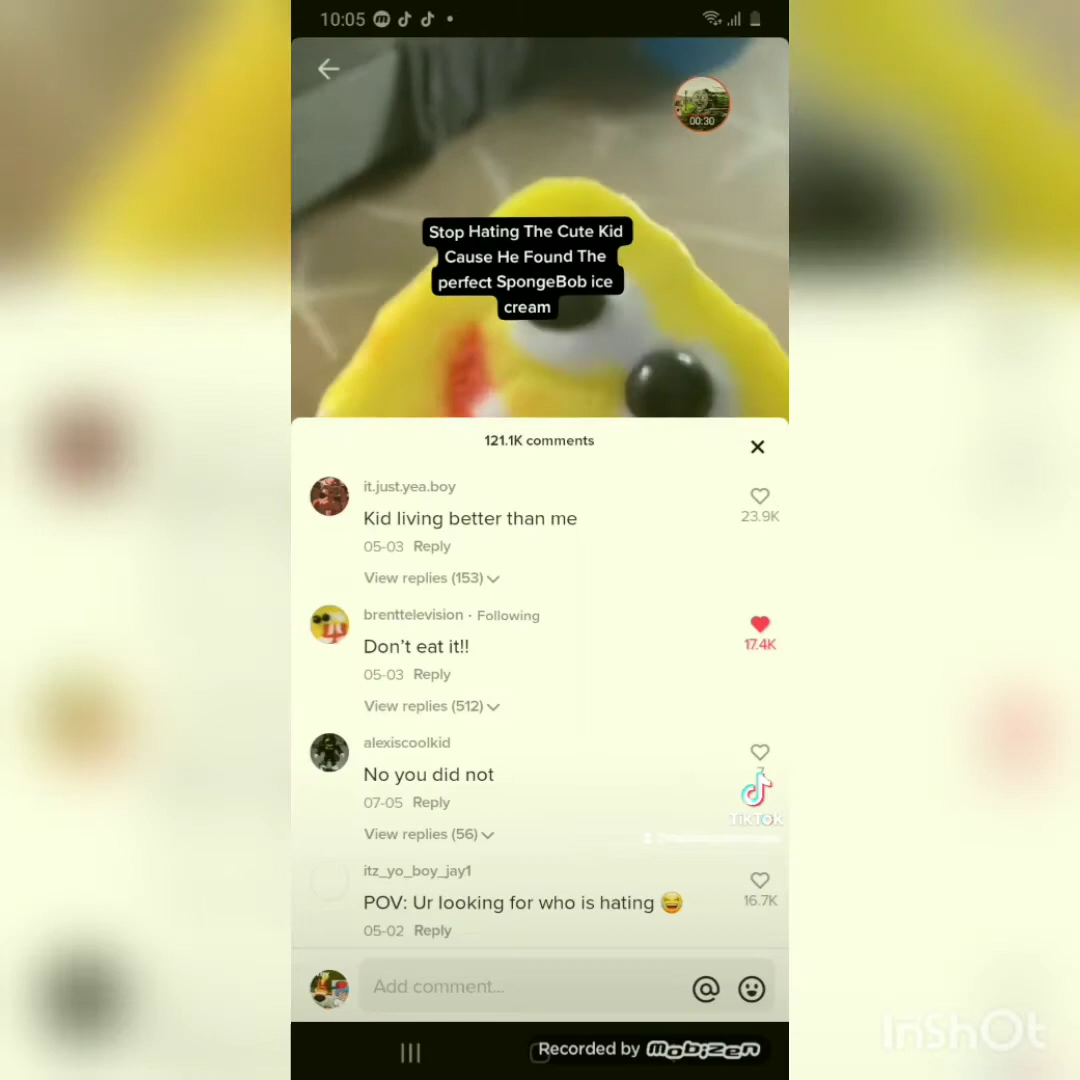 10:05
00:30
Stop Hating The Cute Kid
Cause He Found The
perfect SpongeBob ice
cream
121.1K comments
it.just.yea.boy
Kid living better than me
23.9K
05-03 Reply
View replies (153)
brenttelevision · Following
Don't eat it!!
17.4K
05-03 Reply
View replies (512)
alexiscoolkid
No you did not
7
07-05 Reply
TikTok
View replies (56)
itz_yo_boy_jay1
POV: Ur looking for who is hating 😆
16.7K
05-02 Reply
Add comment...
Recorded by mobizen
InShOt